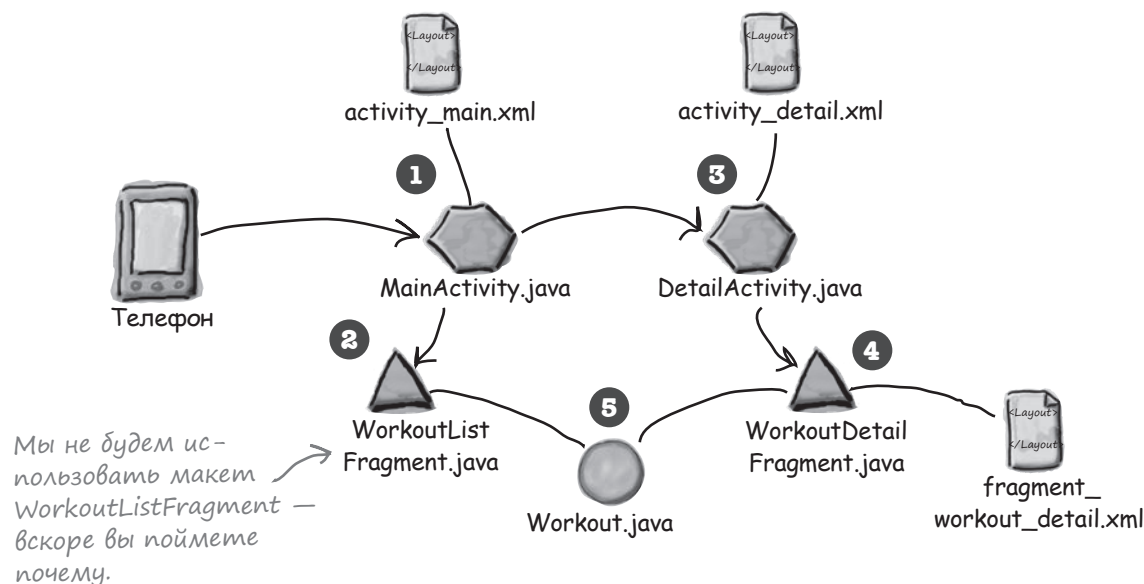 <Layout>
</Layout>
activity_main.xml
<Layout>
</Layout>
activity_detail.xml
1
3
Телефон
MainActivity.java
DetailActivity.java
2
4
WorkoutList
Fragment.java
5
WorkoutDetail
Fragment.java
<Layout>
</Layout>
fragment_
workout_detail.xml
Workout.java
Мы не будем ис-
пользовать макет
WorkoutListFragment —
вскоре вы поймете
почему.